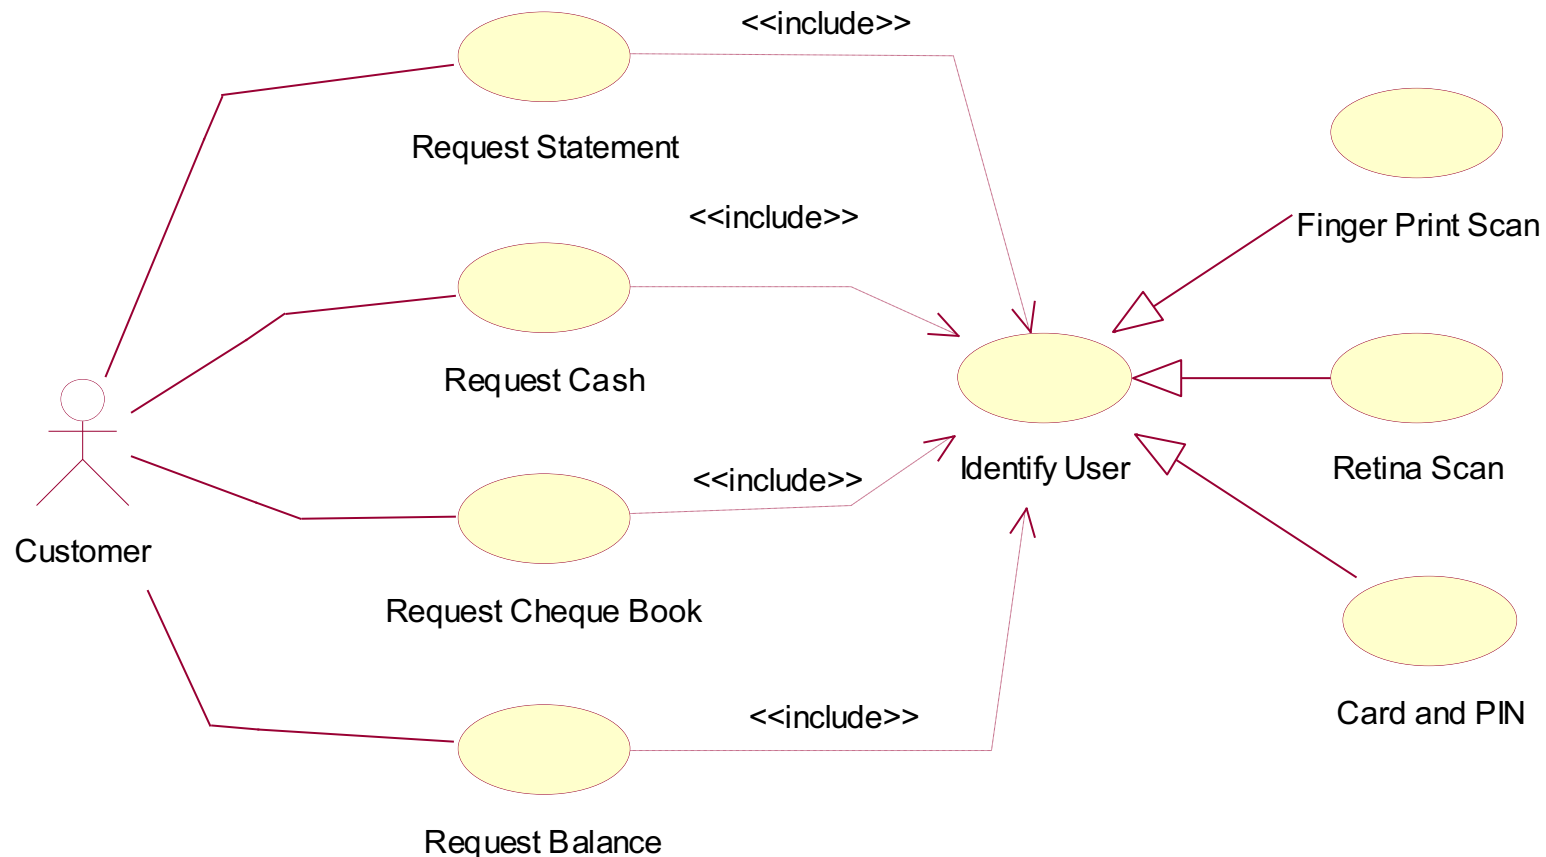 <<include>>
Request Statement
<<include>>
Finger Print Scan
Request Cash
Identify User
Retina Scan
<<include>>
Customer
Request Cheque Book
<<include>>
Card and PIN
Request Balance